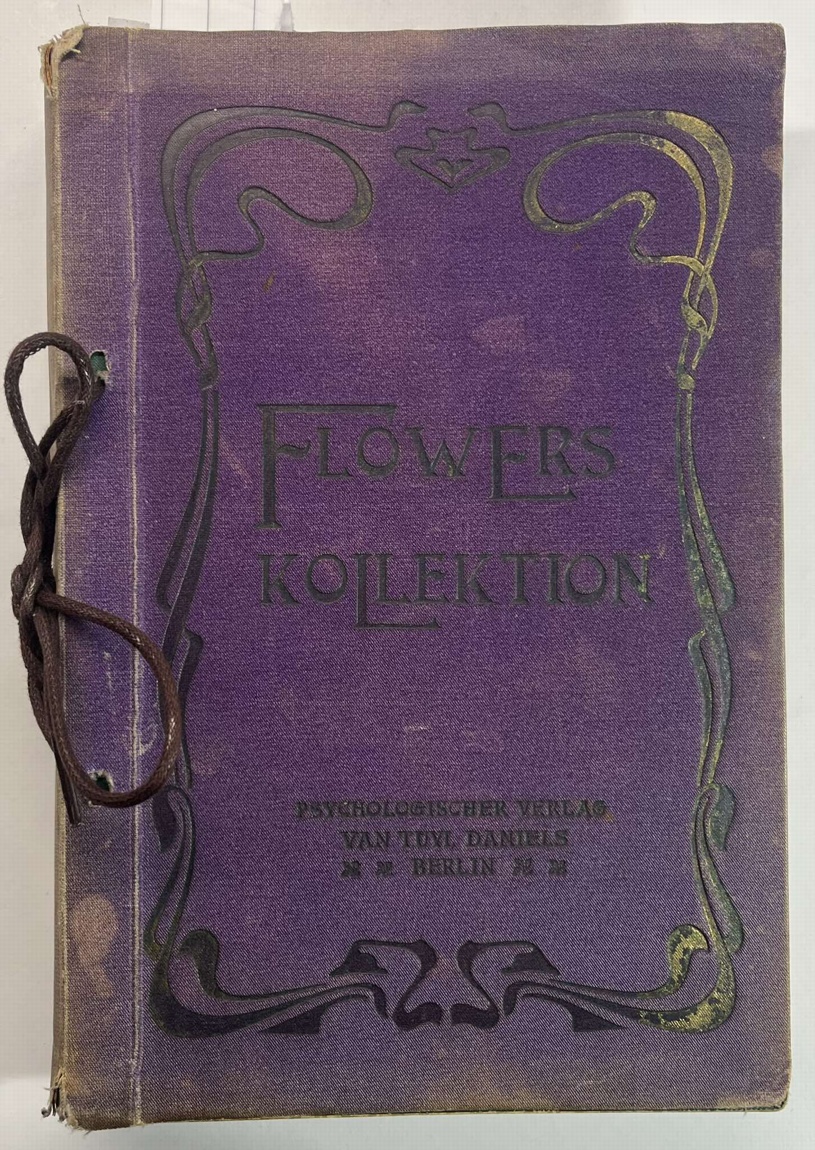 FLOWERS
KOLLEKTION
PSYCHOLOGISCHER VERLAG
VAN TUYL DANIELS
BERLIN